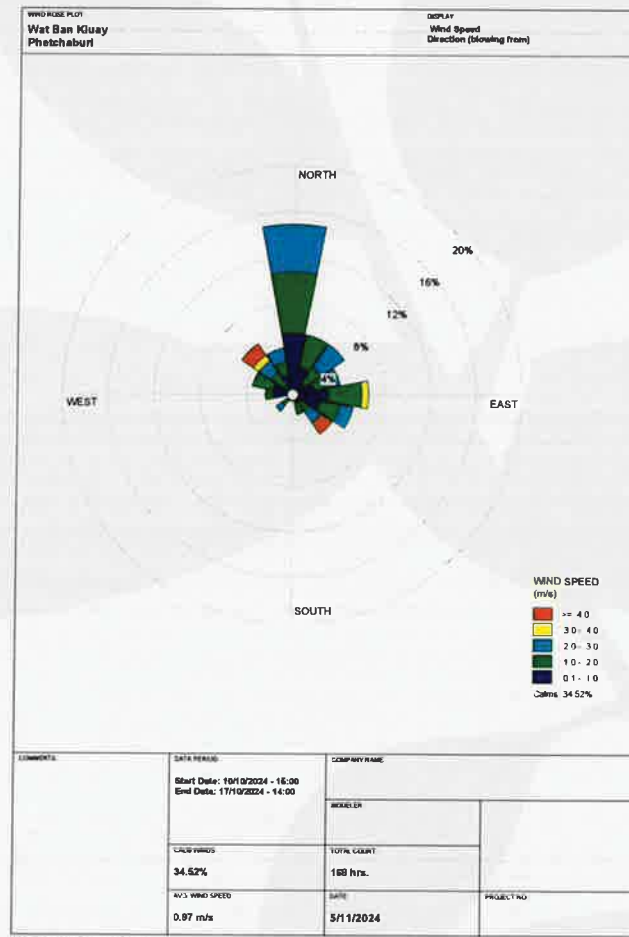 WIND ROSE PLOT
Wat Ban Kluay
Phetchaburi
DISPLAY
Wind Speed
Direction (blowing from)
NORTH
20%
16%
12%
8%
4%
WEST
EAST
SOUTH
WIND SPEED
(m/s)
>= 4.0
3.0 - 4.0
2.0 - 3.0
1.0 - 2.0
0.1 - 1.0
Calms 34.52%
COMMENTS:
DATA PERIOD:
Start Date: 10/10/2024 - 15:00
End Date: 17/10/2024 - 14:00
COMPANY NAME:
MODELER:
CALM WINDS:
34.52%
TOTAL COUNT:
168 hrs.
AVG. WIND SPEED:
0.97 m/s
DATE:
5/11/2024
PROJECT NO.: